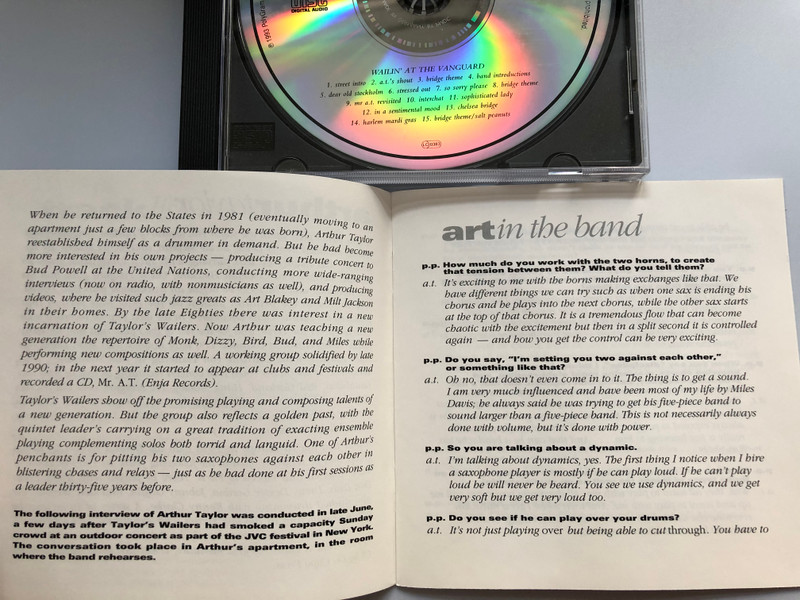 DIGITAL AUDIO
℗ 1993 PolyGram
prohibited.
WAILIN' AT THE VANGUARD
1. street intro 2. a.t.'s shout 3. bridge theme 4. band introductions
5. dear old stockholm 6. stressed out 7. so sorry please 8. bridge theme
9. mr a.t. revisited 10. interchat 11. sophisticated lady
12. in a sentimental mood 13. chelsea bridge
14. harlem mardi gras 15. bridge theme/salt peanuts
When he returned to the States in 1981 (eventually moving to an
apartment just a few blocks from where he was born), Arthur Taylor
reestablished himself as a drummer in demand. But he had become
more interested in his own projects — producing a tribute concert to
Bud Powell at the United Nations, conducting more wide-ranging
interviews (now on radio, with nonmusicians as well), and producing
videos, where he visited such jazz greats as Art Blakey and Milt Jackson
in their homes. By the late Eighties there was interest in a new
incarnation of Taylor's Wailers. Now Arthur was teaching a new
generation the repertoire of Monk, Dizzy, Bird, Bud, and Miles while
performing new compositions as well. A working group solidified by late
1990; in the next year it started to appear at clubs and festivals and
recorded a CD, Mr. A.T. (Enja Records).
Taylor's Wailers show off the promising playing and composing talents of
a new generation. But the group also reflects a golden past, with the
quintet leader's carrying on a great tradition of exacting ensemble
playing complementing solos both torrid and languid. One of Arthur's
penchants is for pitting his two saxophones against each other in
blistering chases and relays — just as he had done at his first sessions as
a leader thirty-five years before.
The following interview of Arthur Taylor was conducted in late June,
a few days after Taylor's Wailers had smoked a capacity Sunday
crowd at an outdoor concert as part of the JVC festival in New York.
The conversation took place in Arthur's apartment, in the room
where the band rehearses.
art in the band
p.p. How much do you work with the two horns, to create
that tension between them? What do you tell them?
a.t. It's exciting to me with the horns making exchanges like that. We
have different things we can try such as when one sax is ending his
chorus and he plays into the next chorus, while the other sax starts
at the top of that chorus. It is a tremendous flow that can become
chaotic with the excitement but then in a split second it is controlled
again — and how you get the control can be very exciting.
p.p. Do you say, "I'm setting you two against each other,"
or something like that?
a.t. Oh no, that doesn't even come in to it. The thing is to get a sound.
I am very much influenced and have been most of my life by Miles
Davis; he always said he was trying to get his five-piece band to
sound larger than a five-piece band. This is not necessarily always
done with volume, but it's done with power.
p.p. So you are talking about a dynamic.
a.t. I'm talking about dynamics, yes. The first thing I notice when I hire
a saxophone player is mostly if he can play loud. If he can't play
loud he will never be heard. You see we use dynamics, and we get
very soft but we get very loud too.
p.p. Do you see if he can play over your drums?
a.t. It's not just playing over but being able to cut through. You have to